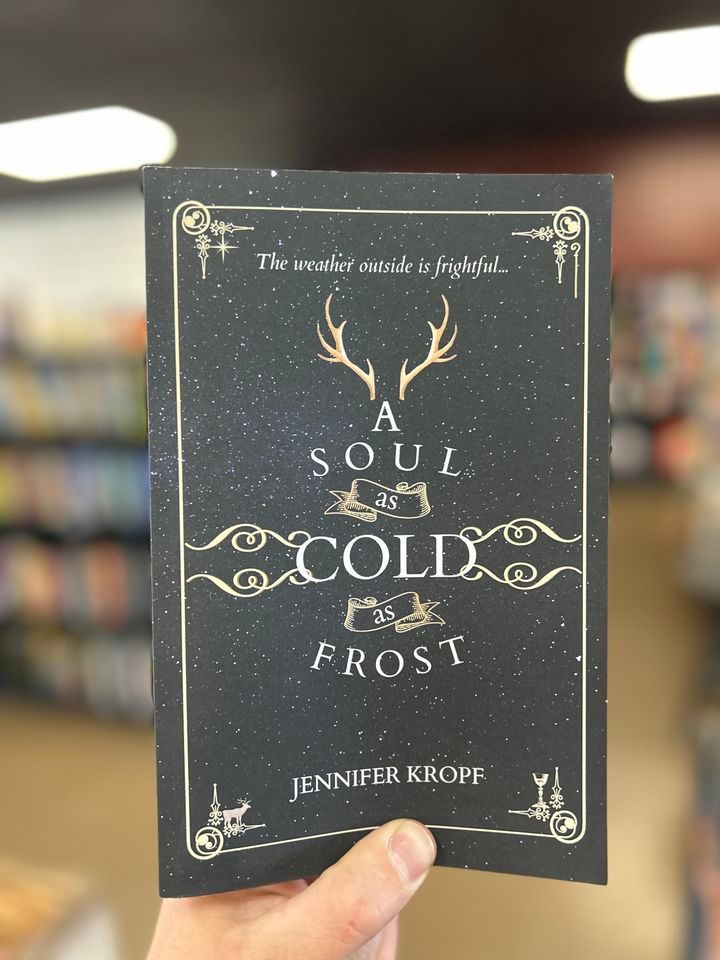 The weather outside is frightful...
A
SOUL
as
COLD
as
FROST
JENNIFER KROPF